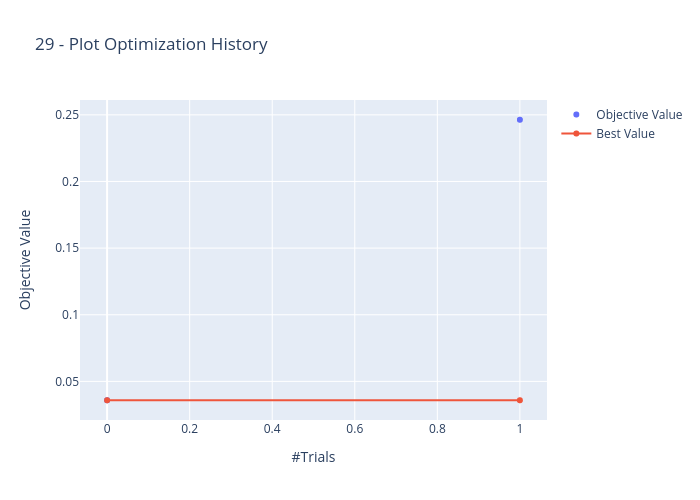 29 - Plot Optimization History
Objective Value
Best Value
0.25
0.2
0.15
0.1
0.05
Objective Value
0
0.2
0.4
0.6
0.8
1
#Trials